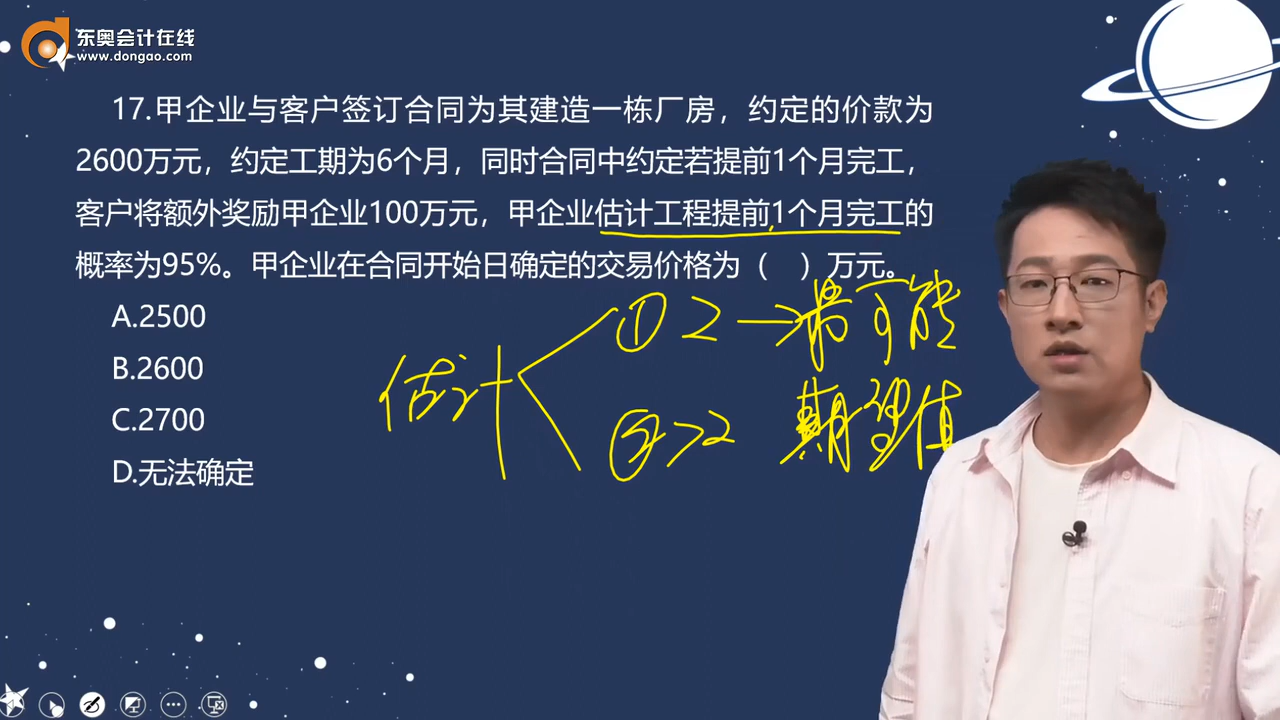 东奥会计在线
www.dongao.com
17.甲企业与客户签订合同为其建造一栋厂房，约定的价款为
2600万元，约定工期为6个月，同时合同中约定若提前1个月完工，
客户将额外奖励甲企业100万元，甲企业估计工程提前1个月完工的
概率为95%。甲企业在合同开始日确定的交易价格为（ ）万元。
A.2500
B.2600
C.2700
D.无法确定
估计
① 2 → 最可能
② >2 期望值